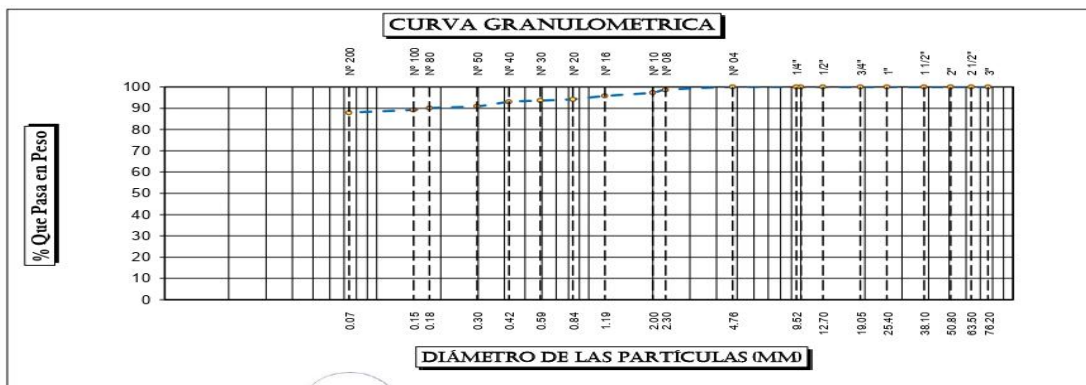 CURVA GRANULOMETRICA
Nº 200 Nº 100 Nº 80 Nº 50 Nº 40 Nº 30 Nº 20 Nº 16 Nº 10 Nº 08 Nº 04 1/4" 1/2" 3/4" 1" 1 1/2" 2" 2 1/2" 3"
% Que Pasa en Peso
100
90
80
70
60
50
40
30
20
10
0
0.07 0.15 0.18 0.30 0.42 0.59 0.84 1.19 2.00 2.30 4.76 9.52 12.70 19.05 25.40 38.10 50.80 63.50 76.20
DIÁMETRO DE LAS PARTÍCULAS (MM)